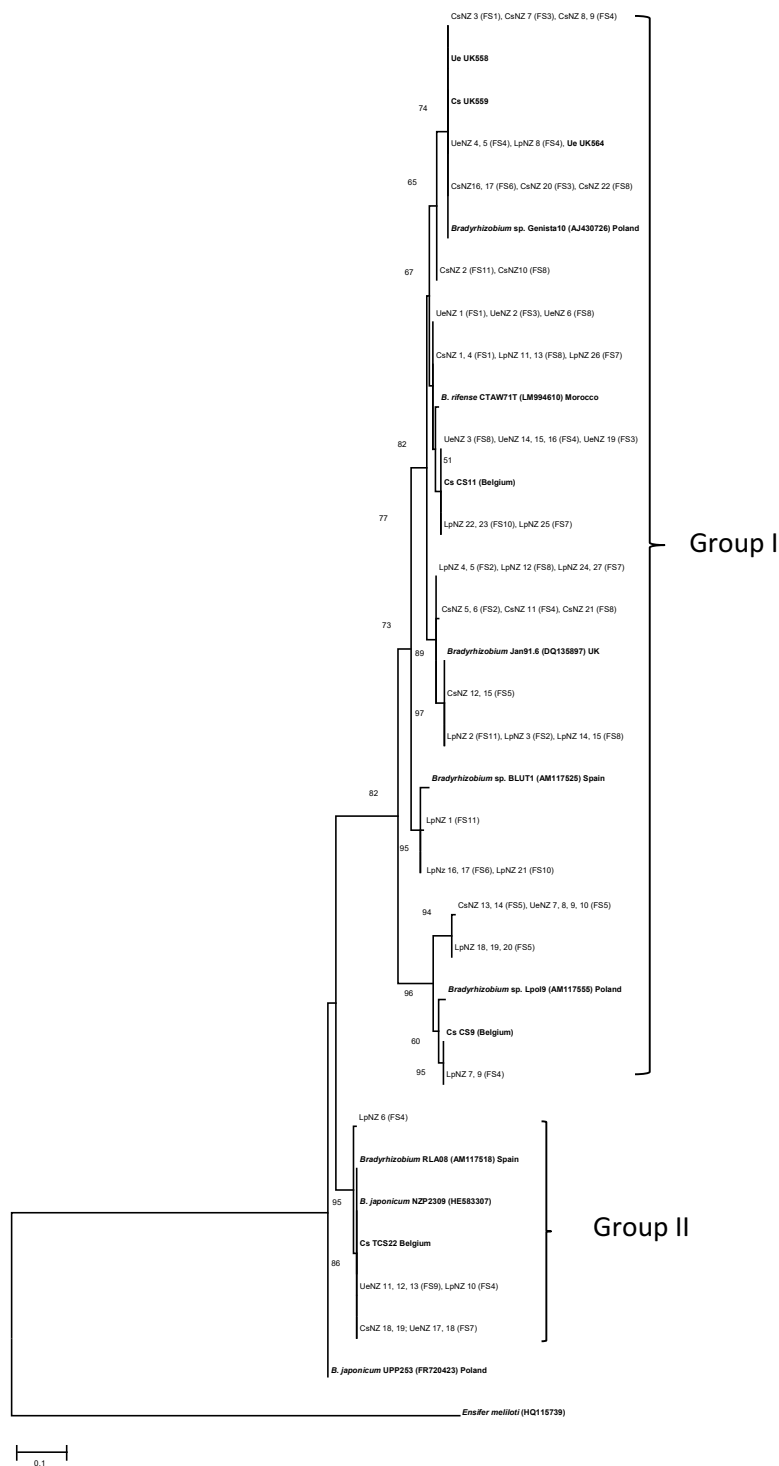 CsNZ 3 (FS1), CsNZ 7 (FS3), CsNZ 8, 9 (FS4)
Ue UK558
Cs UK559
74
UeNZ 4, 5 (FS4), LpNZ 8 (FS4), Ue UK564
65
CsNZ16, 17 (FS6), CsNZ 20 (FS3), CsNZ 22 (FS8)
Bradyrhizobium sp. Genista10 (AJ430726) Poland
67
CsNZ 2 (FS11), CsNZ10 (FS8)
UeNZ 1 (FS1), UeNZ 2 (FS3), UeNZ 6 (FS8)
CsNZ 1, 4 (FS1), LpNZ 11, 13 (FS8), LpNZ 26 (FS7)
B. rifense CTAW71T (LM994610) Morocco
82
UeNZ 3 (FS8), UeNZ 14, 15, 16 (FS4), UeNZ 19 (FS3)
51
Cs CS11 (Belgium)
77
LpNZ 22, 23 (FS10), LpNZ 25 (FS7)
Group I
LpNZ 4, 5 (FS2), LpNZ 12 (FS8), LpNZ 24, 27 (FS7)
CsNZ 5, 6 (FS2), CsNZ 11 (FS4), CsNZ 21 (FS8)
73
89
Bradyrhizobium Jan91.6 (DQ135897) UK
CsNZ 12, 15 (FS5)
97
LpNZ 2 (FS11), LpNZ 3 (FS2), LpNZ 14, 15 (FS8)
Bradyrhizobium sp. BLUT1 (AM117525) Spain
82
LpNZ 1 (FS11)
95
LpNz 16, 17 (FS6), LpNZ 21 (FS10)
94
CsNZ 13, 14 (FS5), UeNZ 7, 8, 9, 10 (FS5)
LpNZ 18, 19, 20 (FS5)
96
Bradyrhizobium sp. Lpol9 (AM117555) Poland
Cs CS9 (Belgium)
60
95
LpNZ 7, 9 (FS4)
LpNZ 6 (FS4)
Bradyrhizobium RLA08 (AM117518) Spain
95
B. japonicum NZP2309 (HE583307)
Group II
Cs TCS22 Belgium
86
UeNZ 11, 12, 13 (FS9), LpNZ 10 (FS4)
CsNZ 18, 19; UeNZ 17, 18 (FS7)
B. japonicum UPP253 (FR720423) Poland
Ensifer meliloti (HQ115739)
0.1